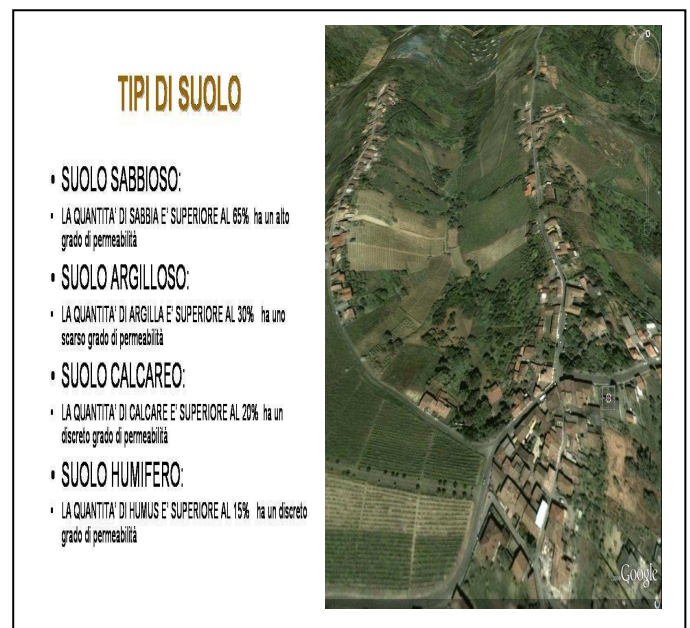 TIPI DI SUOLO
• SUOLO SABBIOSO:
• LA QUANTITA' DI SABBIA E' SUPERIORE AL 65% ha un alto
grado di permeabilità
• SUOLO ARGILLOSO:
• LA QUANTITA' DI ARGILLA E' SUPERIORE AL 30% ha uno
scarso grado di permeabilità
• SUOLO CALCAREO:
• LA QUANTITA' DI CALCARE E' SUPERIORE AL 20% ha un
discreto grado di permeabilità
• SUOLO HUMIFERO:
• LA QUANTITA' DI HUMUS E' SUPERIORE AL 15% ha un discreto
grado di permeabilità
Google